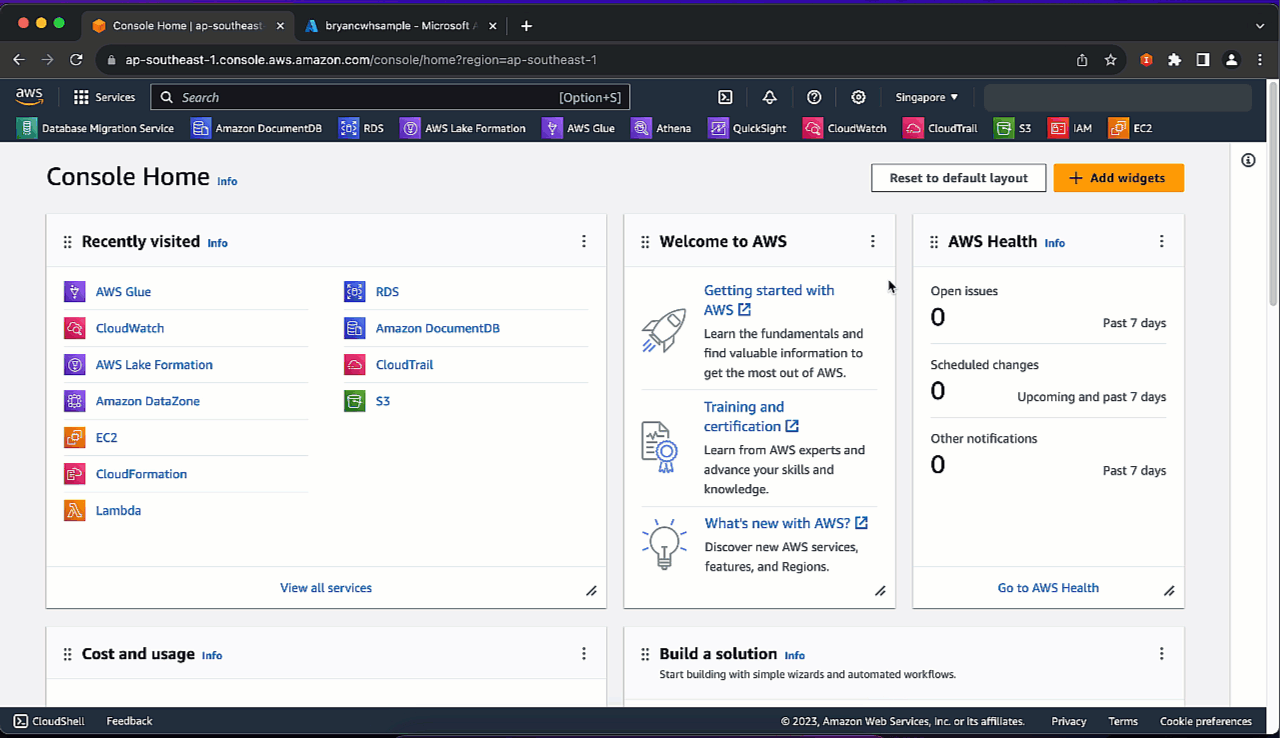 Console Home | ap-southeast
bryancwhsample - Microsoft A
ap-southeast-1.console.aws.amazon.com/console/home?region=ap-southeast-1
aws
Services
Search
[Option+S]
Singapore
Database Migration Service
Amazon DocumentDB
RDS
AWS Lake Formation
AWS Glue
Athena
QuickSight
CloudWatch
CloudTrail
S3
IAM
EC2
Console Home Info
Reset to default layout
+ Add widgets
Recently visited Info
AWS Glue
CloudWatch
AWS Lake Formation
Amazon DataZone
EC2
CloudFormation
Lambda
RDS
Amazon DocumentDB
CloudTrail
S3
View all services
Welcome to AWS
Getting started with
AWS
Learn the fundamentals and
find valuable information to
get the most out of AWS.
Training and
certification
Learn from AWS experts and
advance your skills and
knowledge.
What's new with AWS?
Discover new AWS services,
features, and Regions.
AWS Health Info
Open issues
0
Past 7 days
Scheduled changes
0
Upcoming and past 7 days
Other notifications
0
Past 7 days
Go to AWS Health
Cost and usage Info
Build a solution Info
Start building with simple wizards and automated workflows.
CloudShell
Feedback
© 2023, Amazon Web Services, Inc. or its affiliates.
Privacy
Terms
Cookie preferences